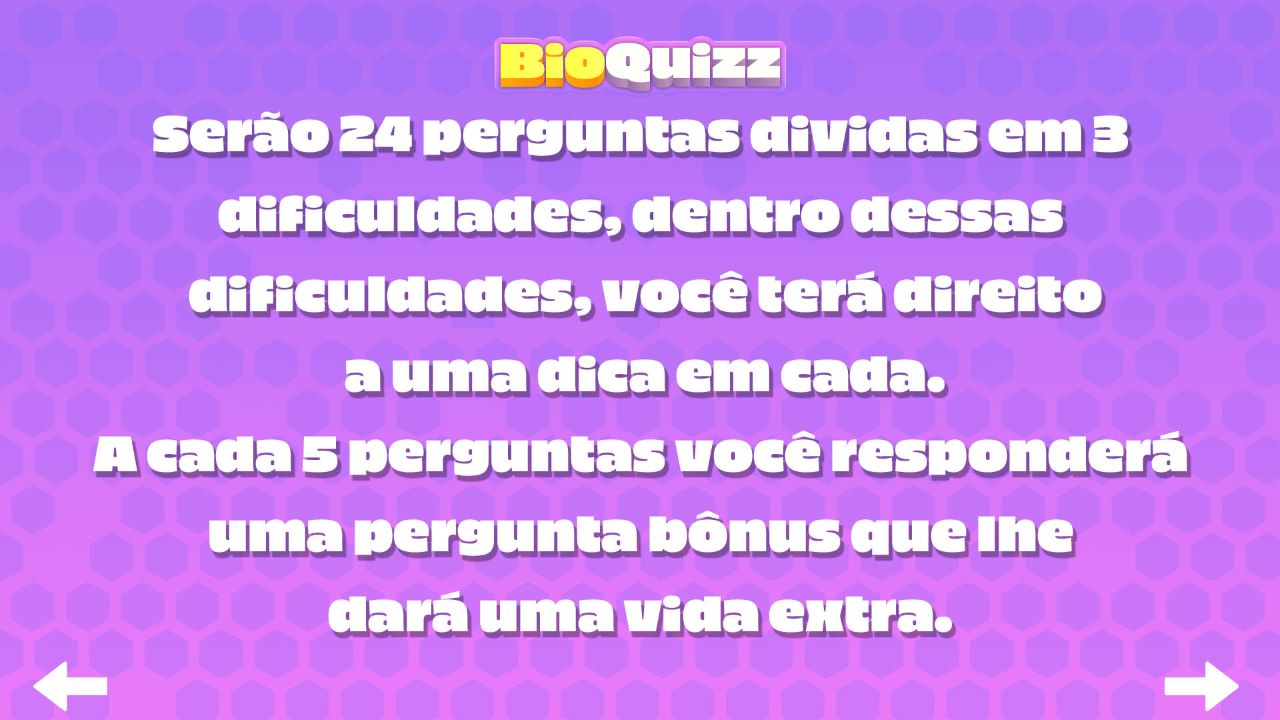 BioQuizz
Serão 24 perguntas dividas em 3
dificuldades, dentro dessas
dificuldades, você terá direito
a uma dica em cada.
A cada 5 perguntas você responderá
uma pergunta bônus que lhe
dará uma vida extra.